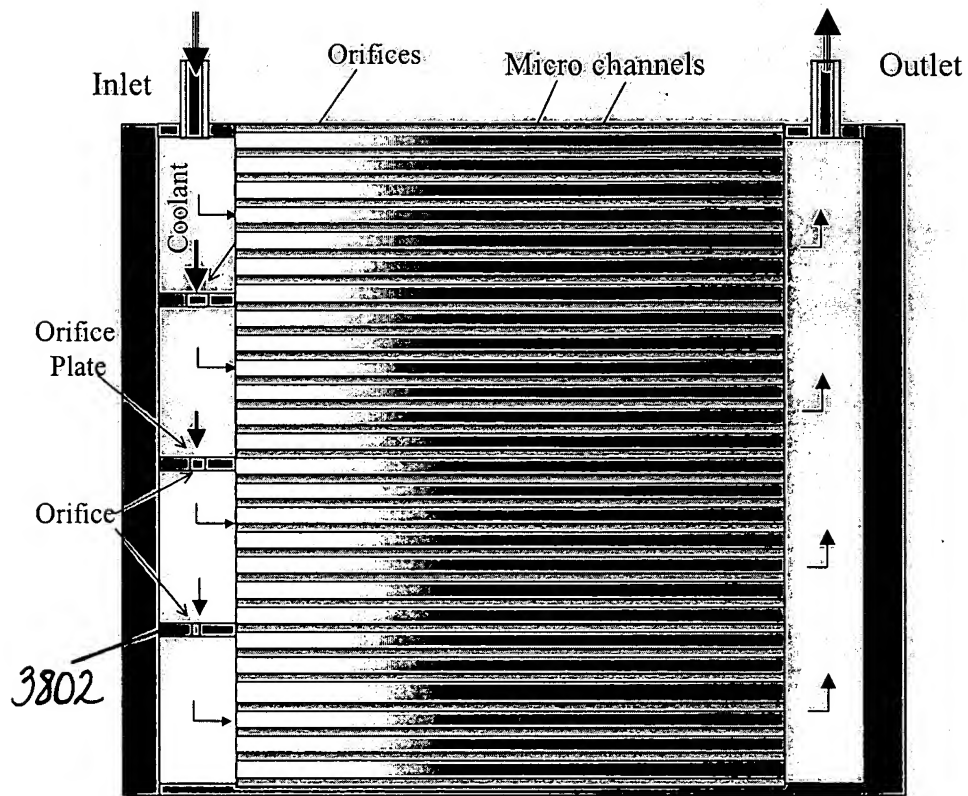 Inlet
Orifices
Micro channels
Outlet
Coolant
Orifice
Plate
Orifice
3802